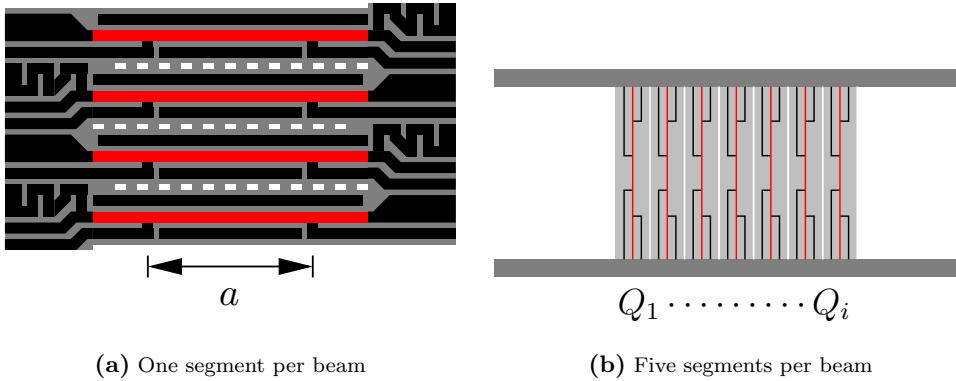 a
Q1 · · · · · · · · · Qi
(a) One segment per beam
(b) Five segments per beam